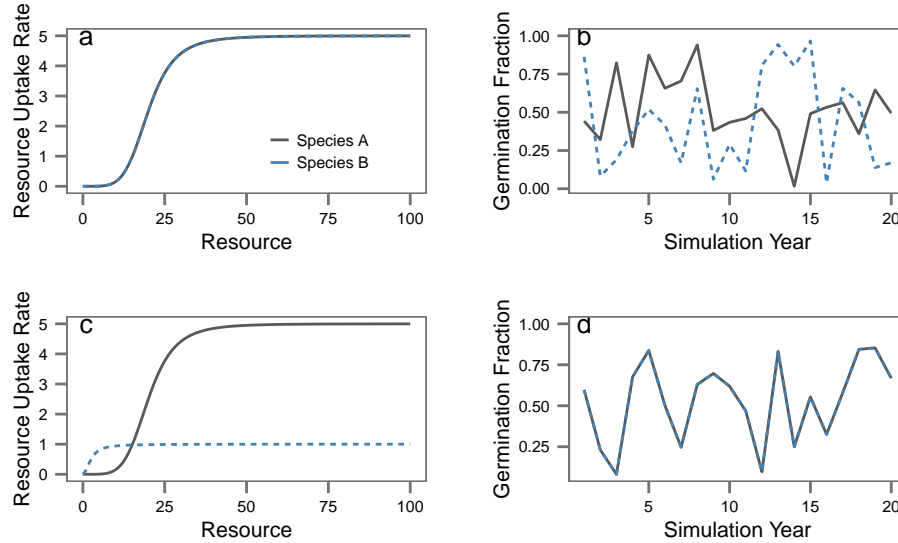 a
Resource Uptake Rate
5
4
3
2
1
0
Species A
Species B
0 25 50 75 100
Resource
b
Germination Fraction
1.00
0.75
0.50
0.25
0.00
5 10 15 20
Simulation Year
c
Resource Uptake Rate
5
4
3
2
1
0
0 25 50 75 100
Resource
d
Germination Fraction
1.00
0.75
0.50
0.25
5 10 15 20
Simulation Year